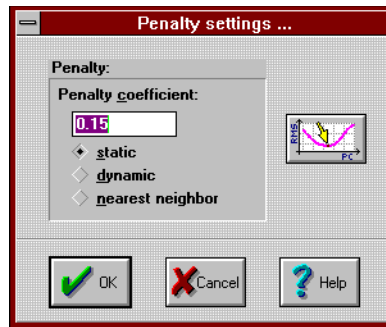 Penalty settings ...
Penalty:
Penalty coefficient:
0.15
static
dynamic
nearest neighbor
RMS
PC
OK
Cancel
Help